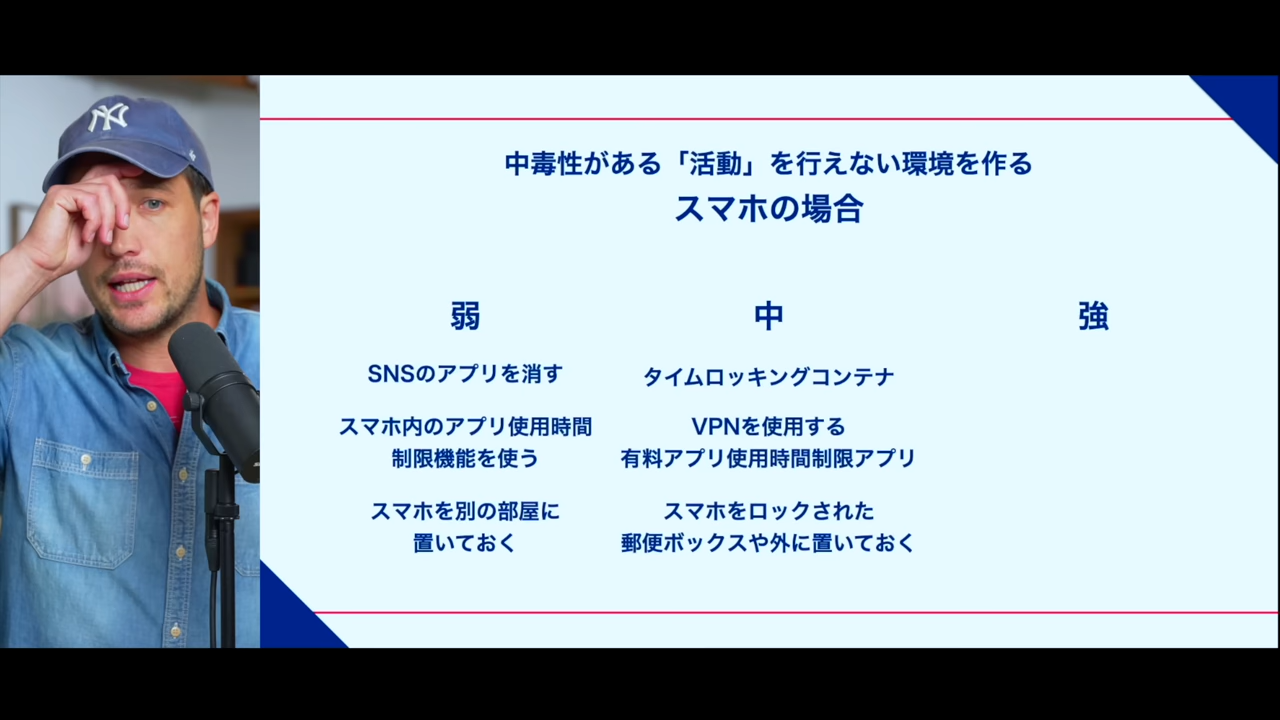 NY
中毒性がある「活動」を行えない環境を作る
スマホの場合
弱
中
強
SNSのアプリを消す
タイムロッキングコンテナ
スマホ内のアプリ使用時間
制限機能を使う
VPNを使用する
有料アプリ使用時間制限アプリ
スマホを別の部屋に
置いておく
スマホをロックされた
郵便ボックスや外に置いておく